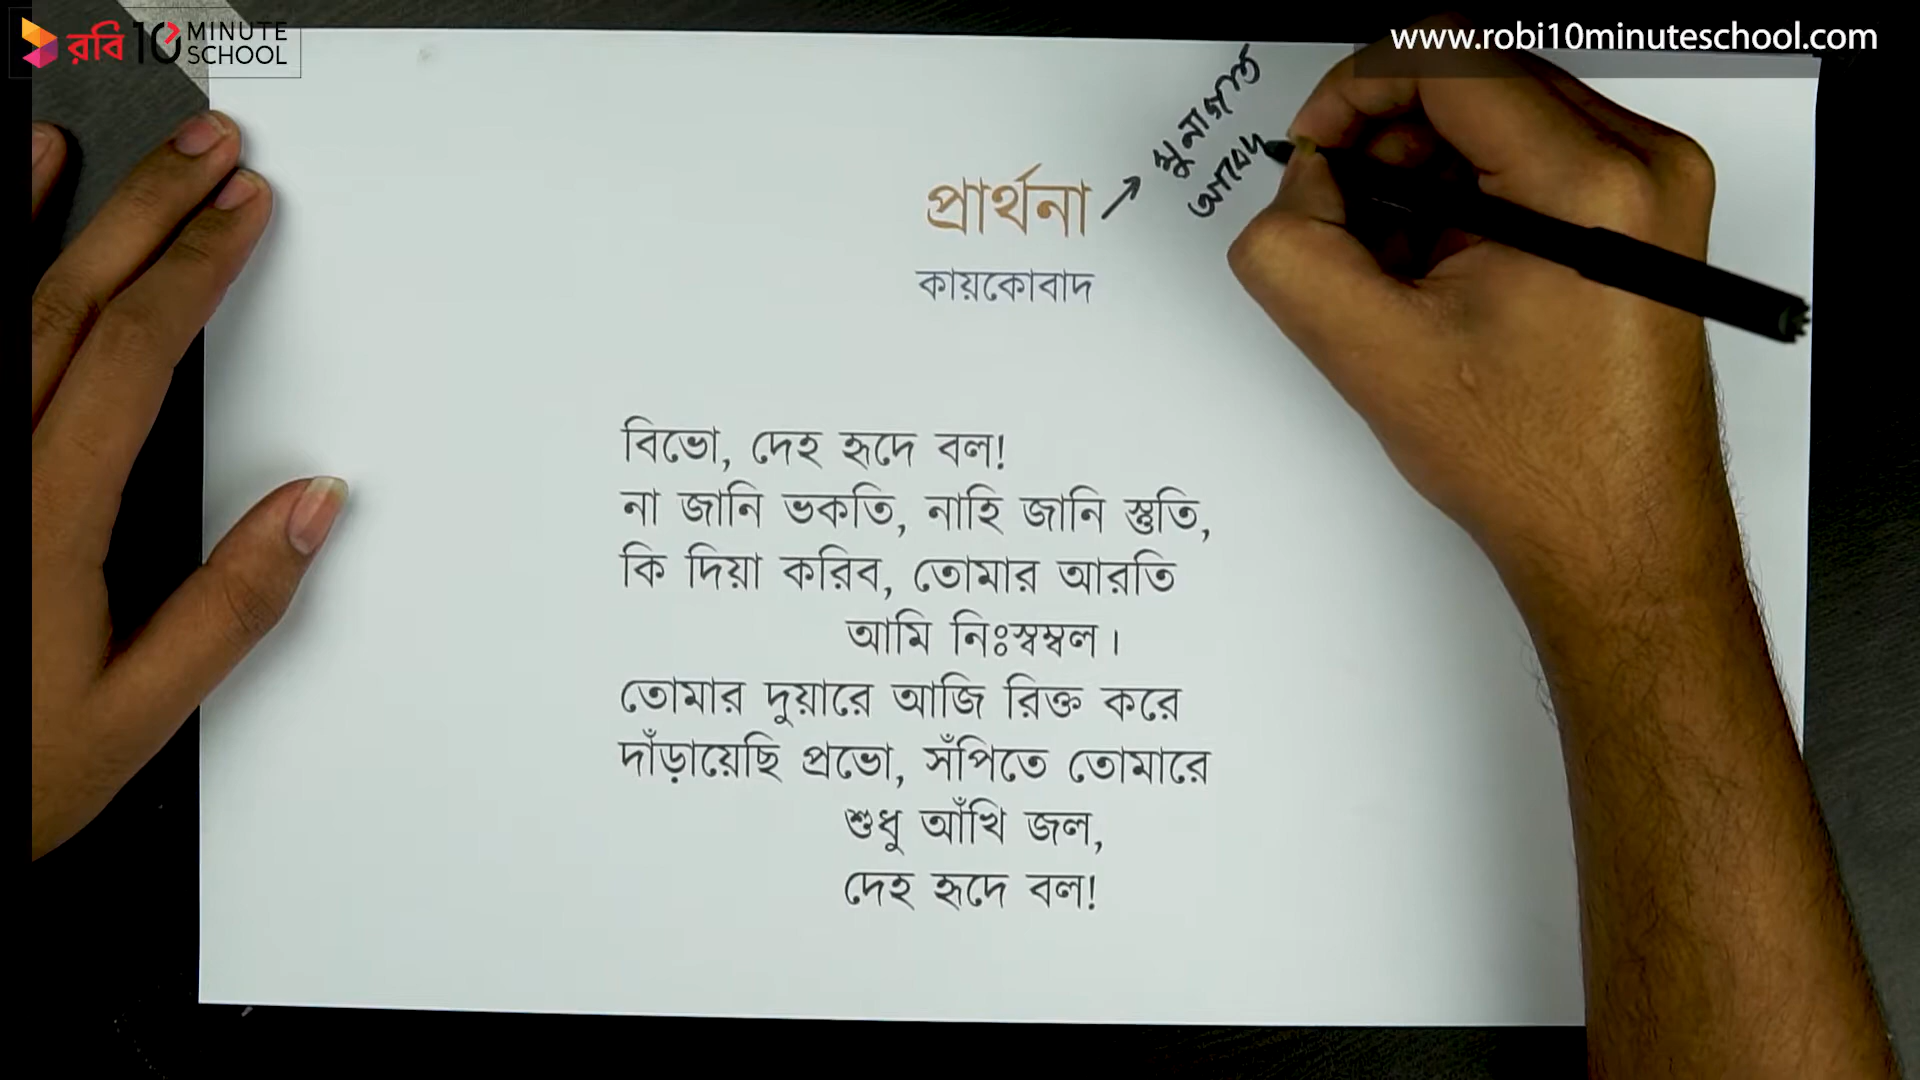 রবি 10 MINUTE SCHOOL
www.robi10minuteschool.com
মুনাজাত
আবেদ
প্রার্থনা
কায়কোবাদ
বিভো, দেহ হৃদে বল!
না জানি ভকতি, নাহি জানি স্তুতি,
কি দিয়া করিব, তোমার আরতি
আমি নিঃস্বম্বল।
তোমার দুয়ারে আজি রিক্ত করে
দাঁড়ায়েছি প্রভো, সঁপিতে তোমারে
শুধু আঁখি জল,
দেহ হৃদে বল!